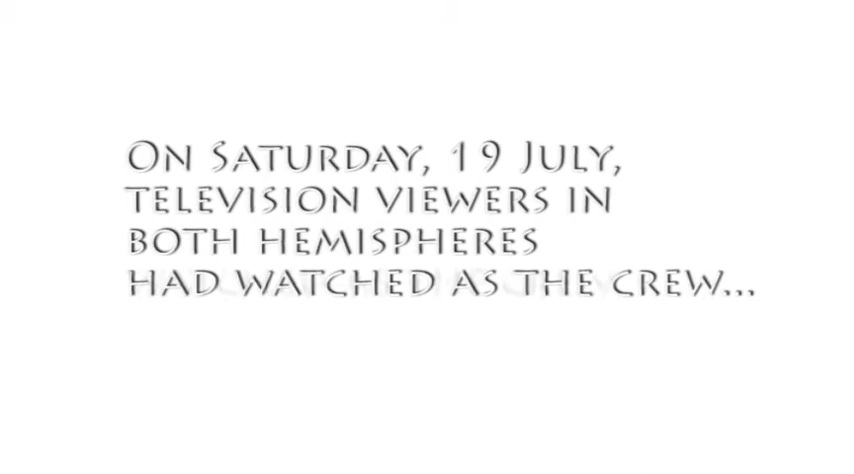 On Saturday, 19 July,
television viewers in
both hemispheres
had watched as the crew...